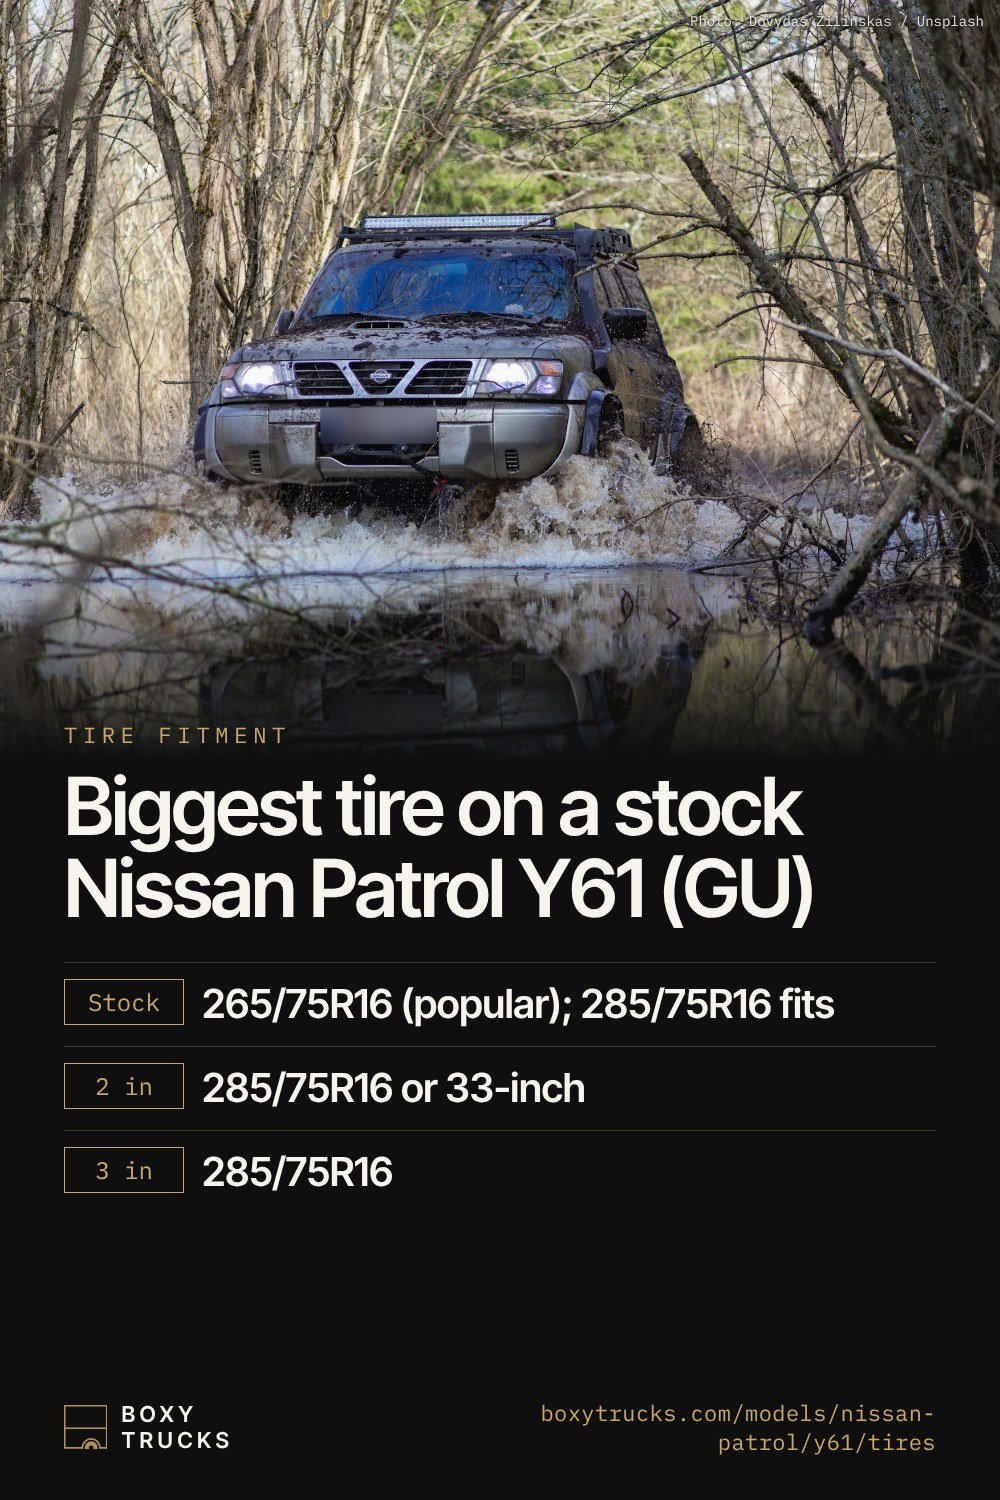 Photo: Dovydas Zilinskas / Unsplash
TIRE FITMENT
Biggest tire on a stock
Nissan Patrol Y61 (GU)
Stock 265/75R16 (popular); 285/75R16 fits
2 in 285/75R16 or 33-inch
3 in 285/75R16
BOXY
TRUCKS
boxytrucks.com/models/nissan-
patrol/y61/tires